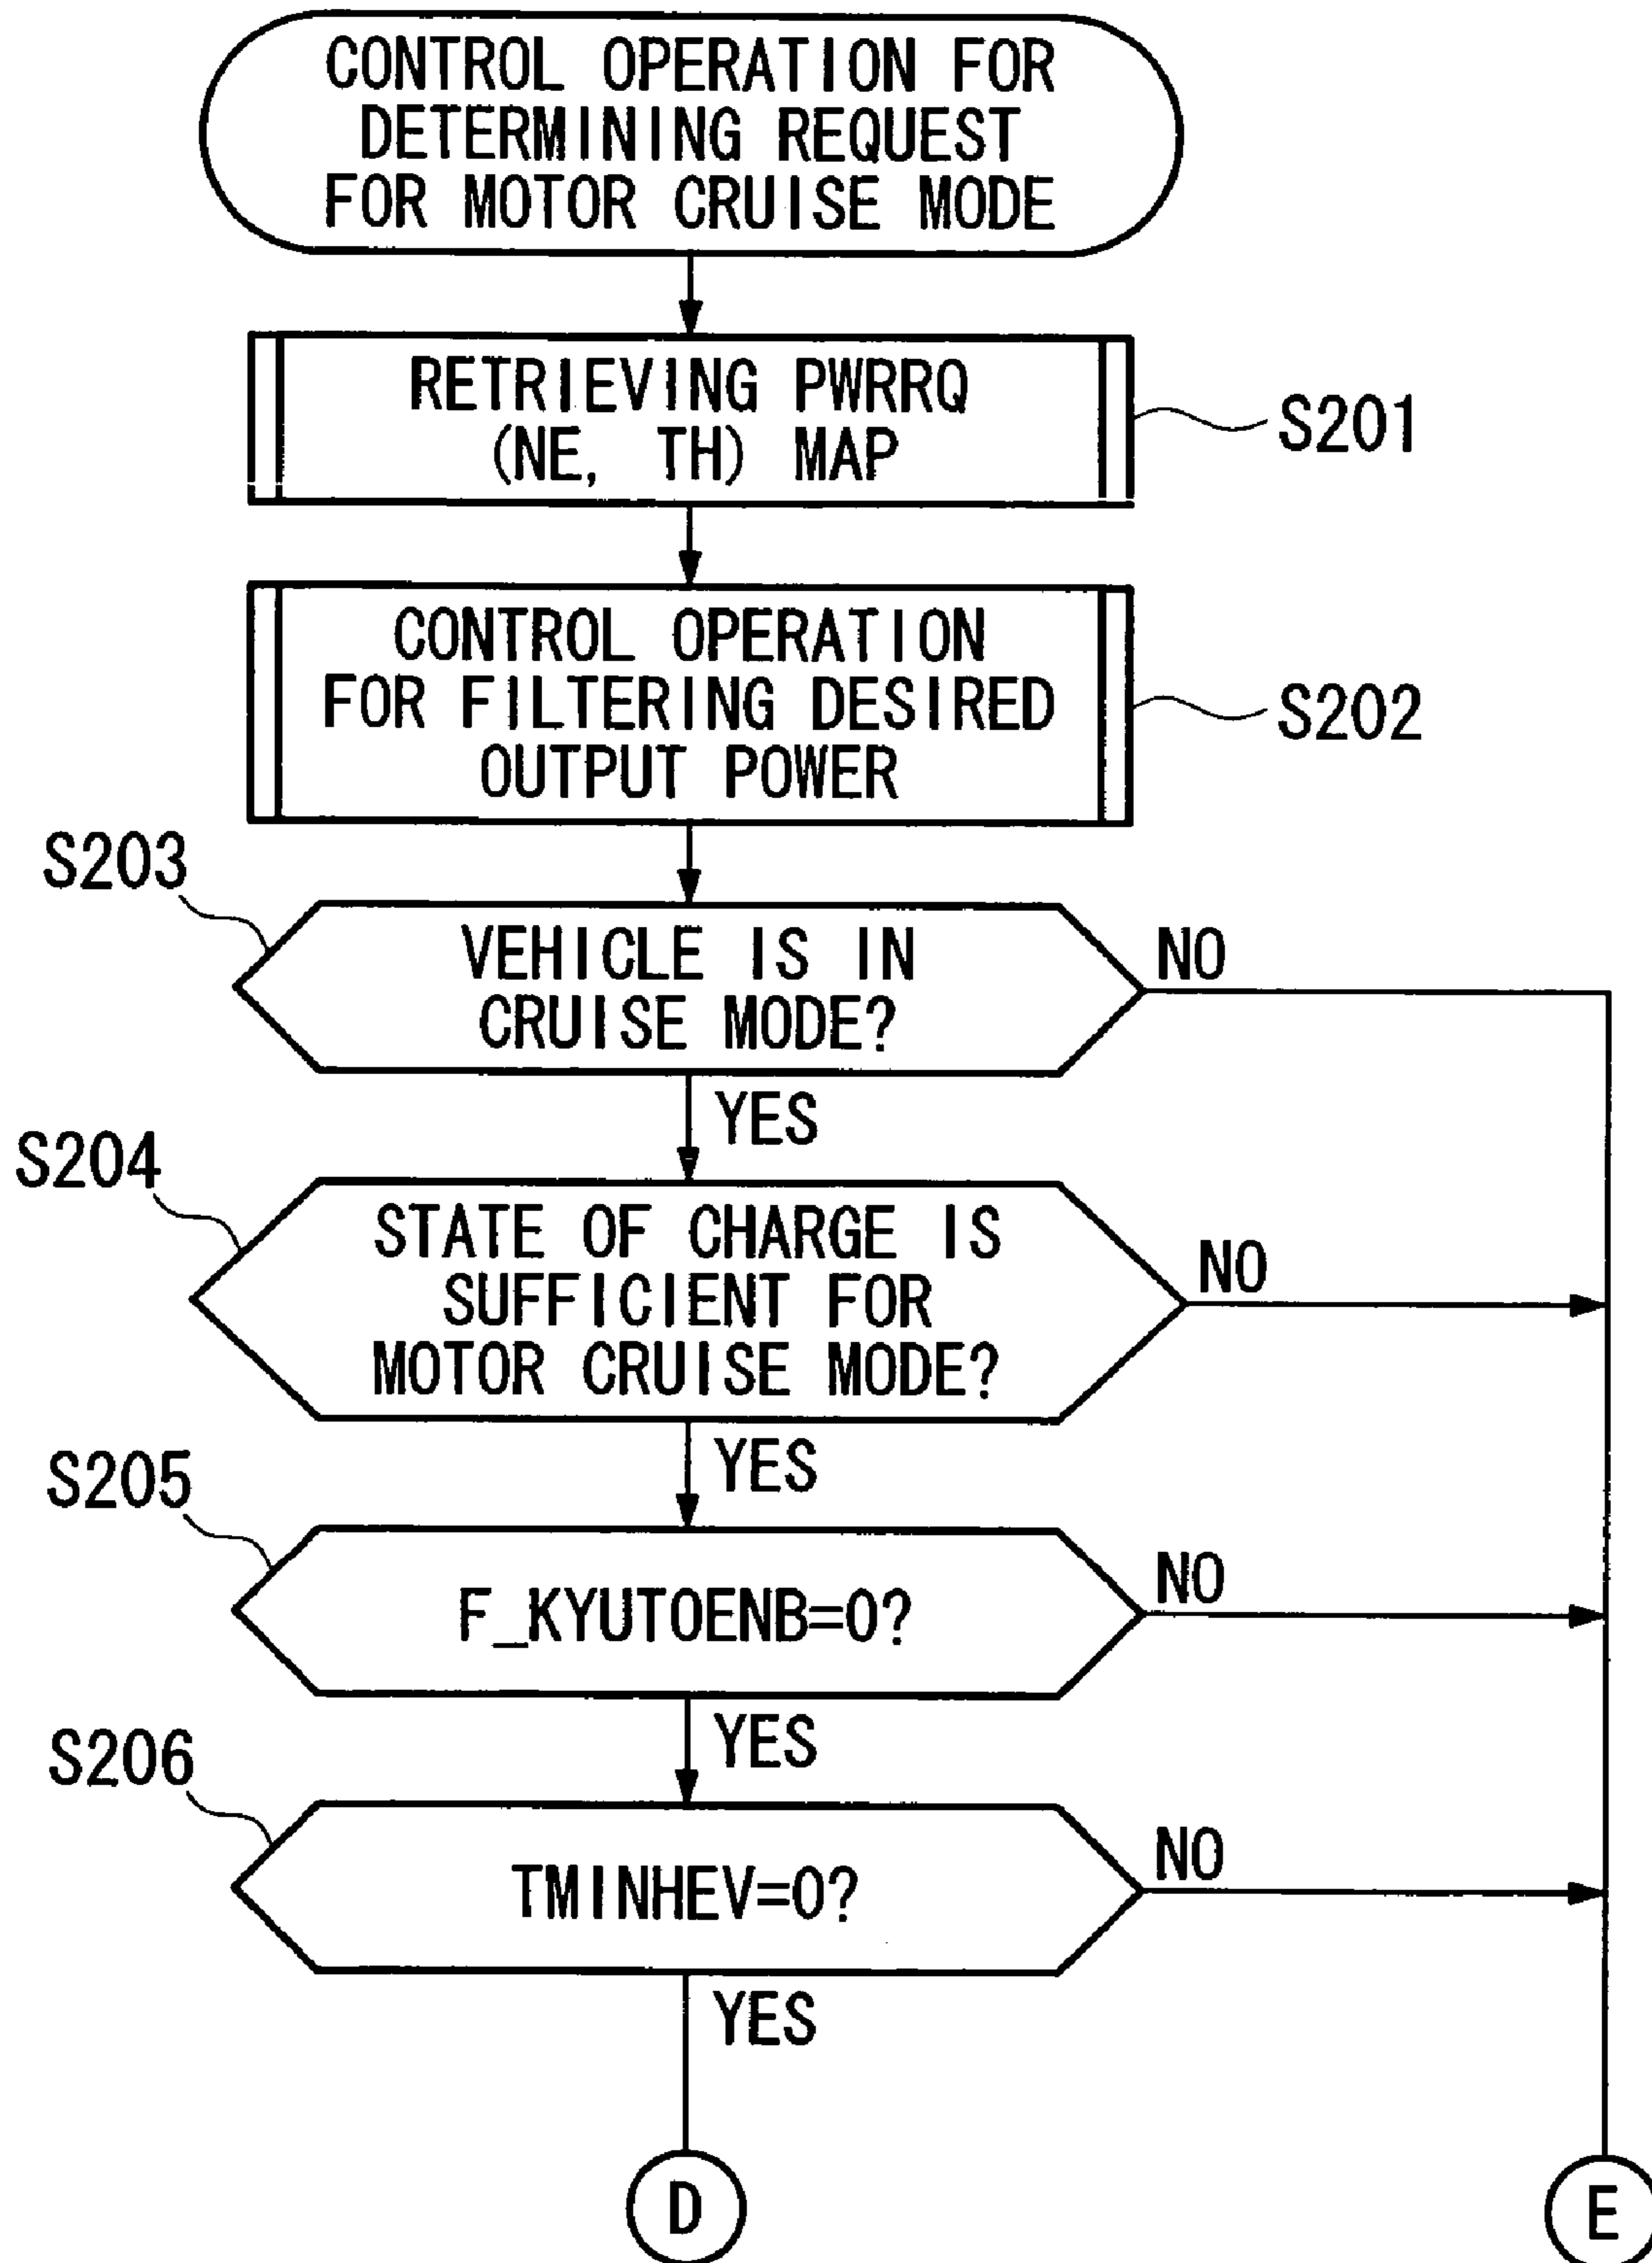 CONTROL OPERATION FOR
DETERMINING REQUEST
FOR MOTOR CRUISE MODE
RETRIEVING PWRRQ
(NE, TH) MAP
S201
CONTROL OPERATION
FOR FILTERING DESIRED
OUTPUT POWER
S202
S203
VEHICLE IS IN
CRUISE MODE?
NO
YES
S204
STATE OF CHARGE IS
SUFFICIENT FOR
MOTOR CRUISE MODE?
NO
YES
S205
F_KYUTOENB=0?
NO
YES
S206
TMINHEV=0?
NO
YES
D
E